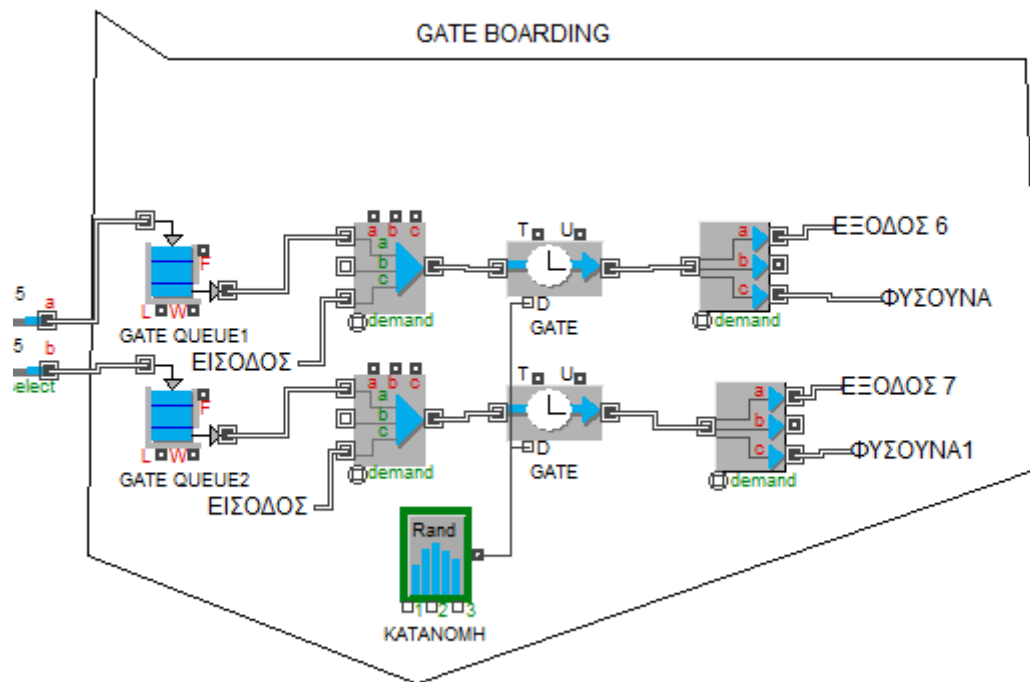 GATE BOARDING
T U
a b c
a
b
c
a
b
c
ΕΞΟΔΟΣ 6
ΦΥΣΟΥΝΑ
F
5
a
L W
D
demand
GATE
demand
GATE QUEUE1
5
b
select
ΕΙΣΟΔΟΣ
T U
a b c
a
b
c
a
b
c
ΕΞΟΔΟΣ 7
ΦΥΣΟΥΝΑ1
F
L W
D
demand
GATE
demand
GATE QUEUE2
ΕΙΣΟΔΟΣ
Rand
1 2 3
ΚΑΤΑΝΟΜΗ